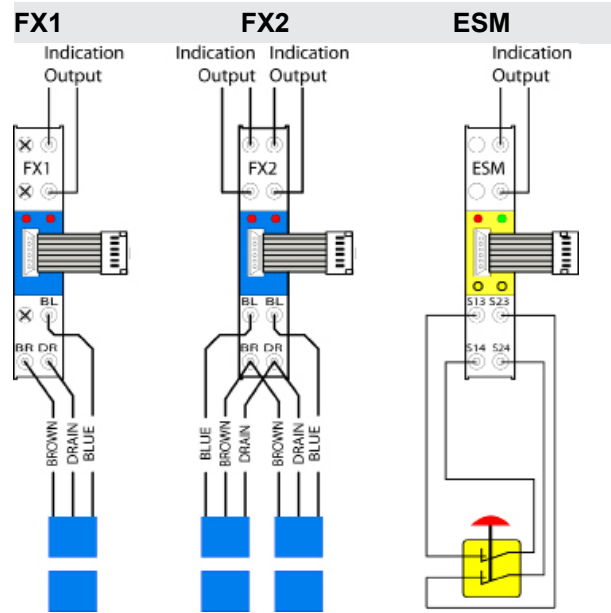 FX1 FX2 ESM
Indication Indication Indication Indication
Output Output Output Output
FX1 FX2 ESM
BL BL BL S13 S23
BR DR BR DR S14 S24
BROWN DRAIN BLUE BLUE BROWN DRAIN BROWN DRAIN BLUE